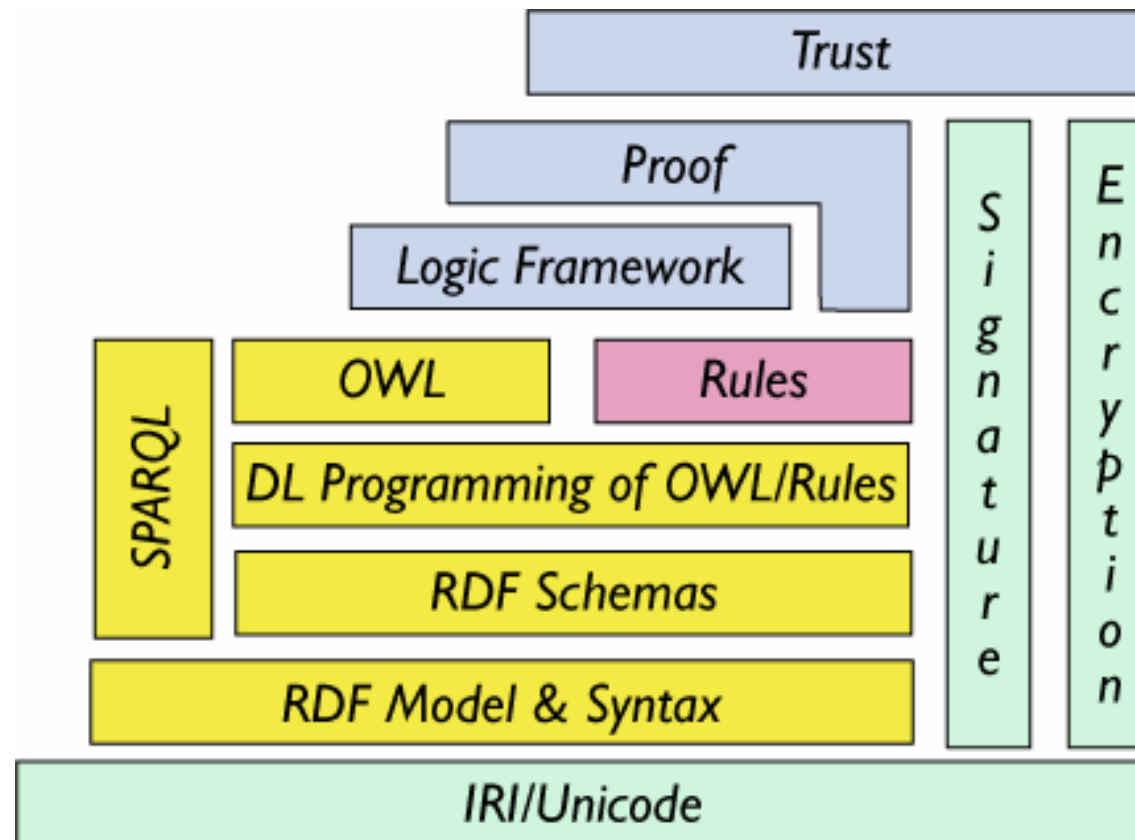 Trust
Proof
Logic Framework
OWL
Rules
SPARQL
DL Programming of OWL/Rules
RDF Schemas
RDF Model & Syntax
Signature
Encryption
IRI/Unicode